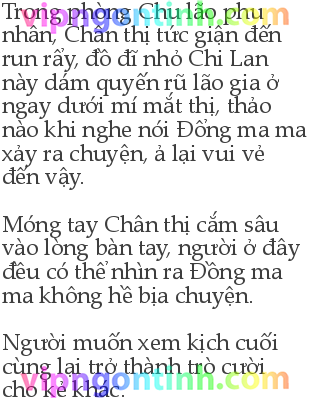 Trong phòng Chu lão phu
vipngontinh.com
nhân, Chân thị tức giận đến
run rẩy, đồ đĩ nhỏ Chi Lan
này dám quyến rũ lão gia ở
ngay dưới mí mắt thị, thảo
nào khi nghe nói Đổng ma ma
xảy ra chuyện, ả lại vui vẻ
đến vậy.
Móng tay Chân thị cắm sâu
vào lòng bàn tay, người ở đây
đều có thể nhìn ra Đồng ma
ma không hề bịa chuyện.
Người muốn xem kịch cuối
cùng lại trở thành trò cười
vipngontinh.com
cho kẻ khác.